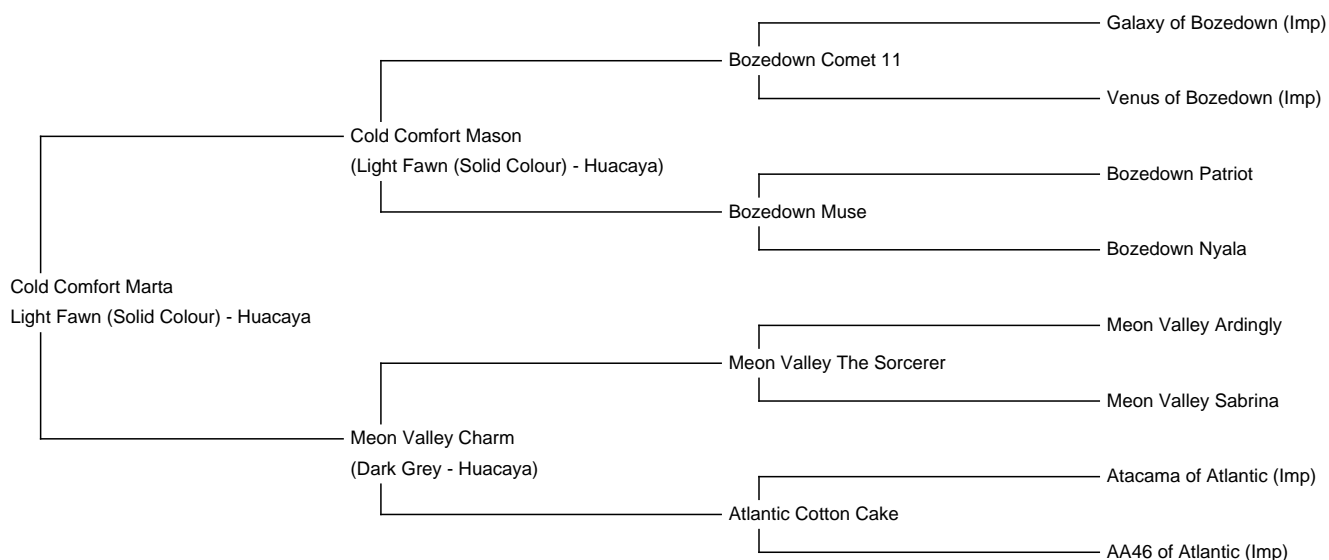 Galaxy of Bozedown (Imp)
Bozedown Comet 11
Venus of Bozedown (Imp)
Cold Comfort Mason
(Light Fawn (Solid Colour) - Huacaya)
Bozedown Patriot
Bozedown Muse
Bozedown Nyala
Cold Comfort Marta
Light Fawn (Solid Colour) - Huacaya
Meon Valley Ardingly
Meon Valley The Sorcerer
Meon Valley Sabrina
Meon Valley Charm
(Dark Grey - Huacaya)
Atacama of Atlantic (Imp)
Atlantic Cotton Cake
AA46 of Atlantic (Imp)